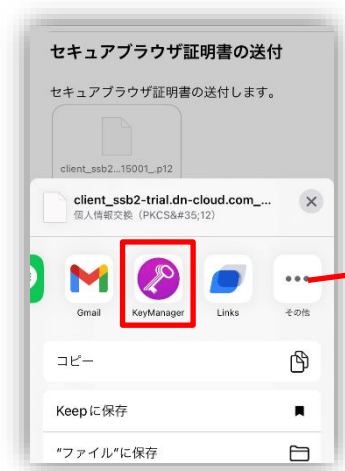 セキュアブラウザ証明書の送付
セキュアブラウザ証明書の送付します。
client_ssb2...15001_.p12
client_ssb2-trial.dn-cloud.com_...
個人情報交換（PKCS&#35;12）
Gmail
KeyManager
Links
その他
コピー
Keepに保存
"ファイル"に保存